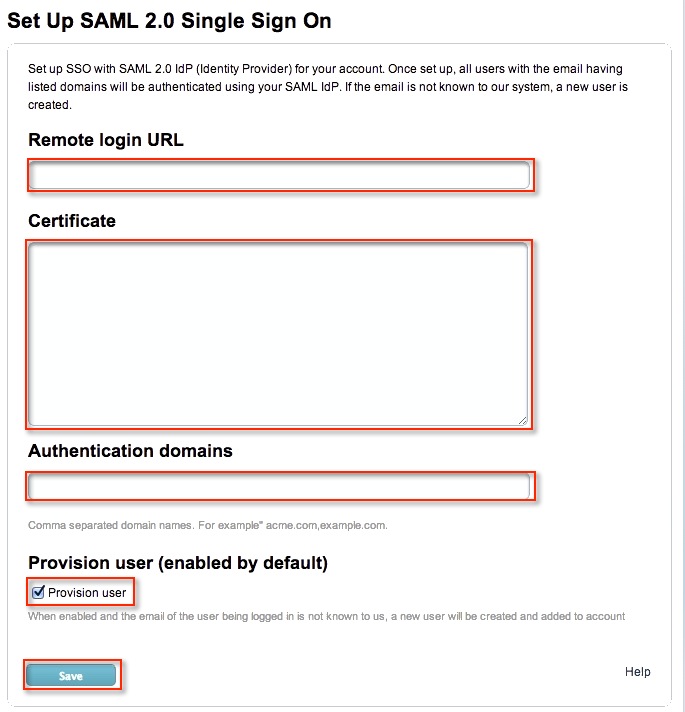 Set Up SAML 2.0 Single Sign On
Set up SSO with SAML 2.0 IdP (Identity Provider) for your account. Once set up, all users with the email having
listed domains will be authenticated using your SAML IdP. If the email is not known to our system, a new user is
created.
Remote login URL
Certificate
Authentication domains
Comma separated domain names. For example" acme.com,example.com.
Provision user (enabled by default)
Provision user
When enabled and the email of the user being logged in is not known to us, a new user will be created and added to account
Save
Help